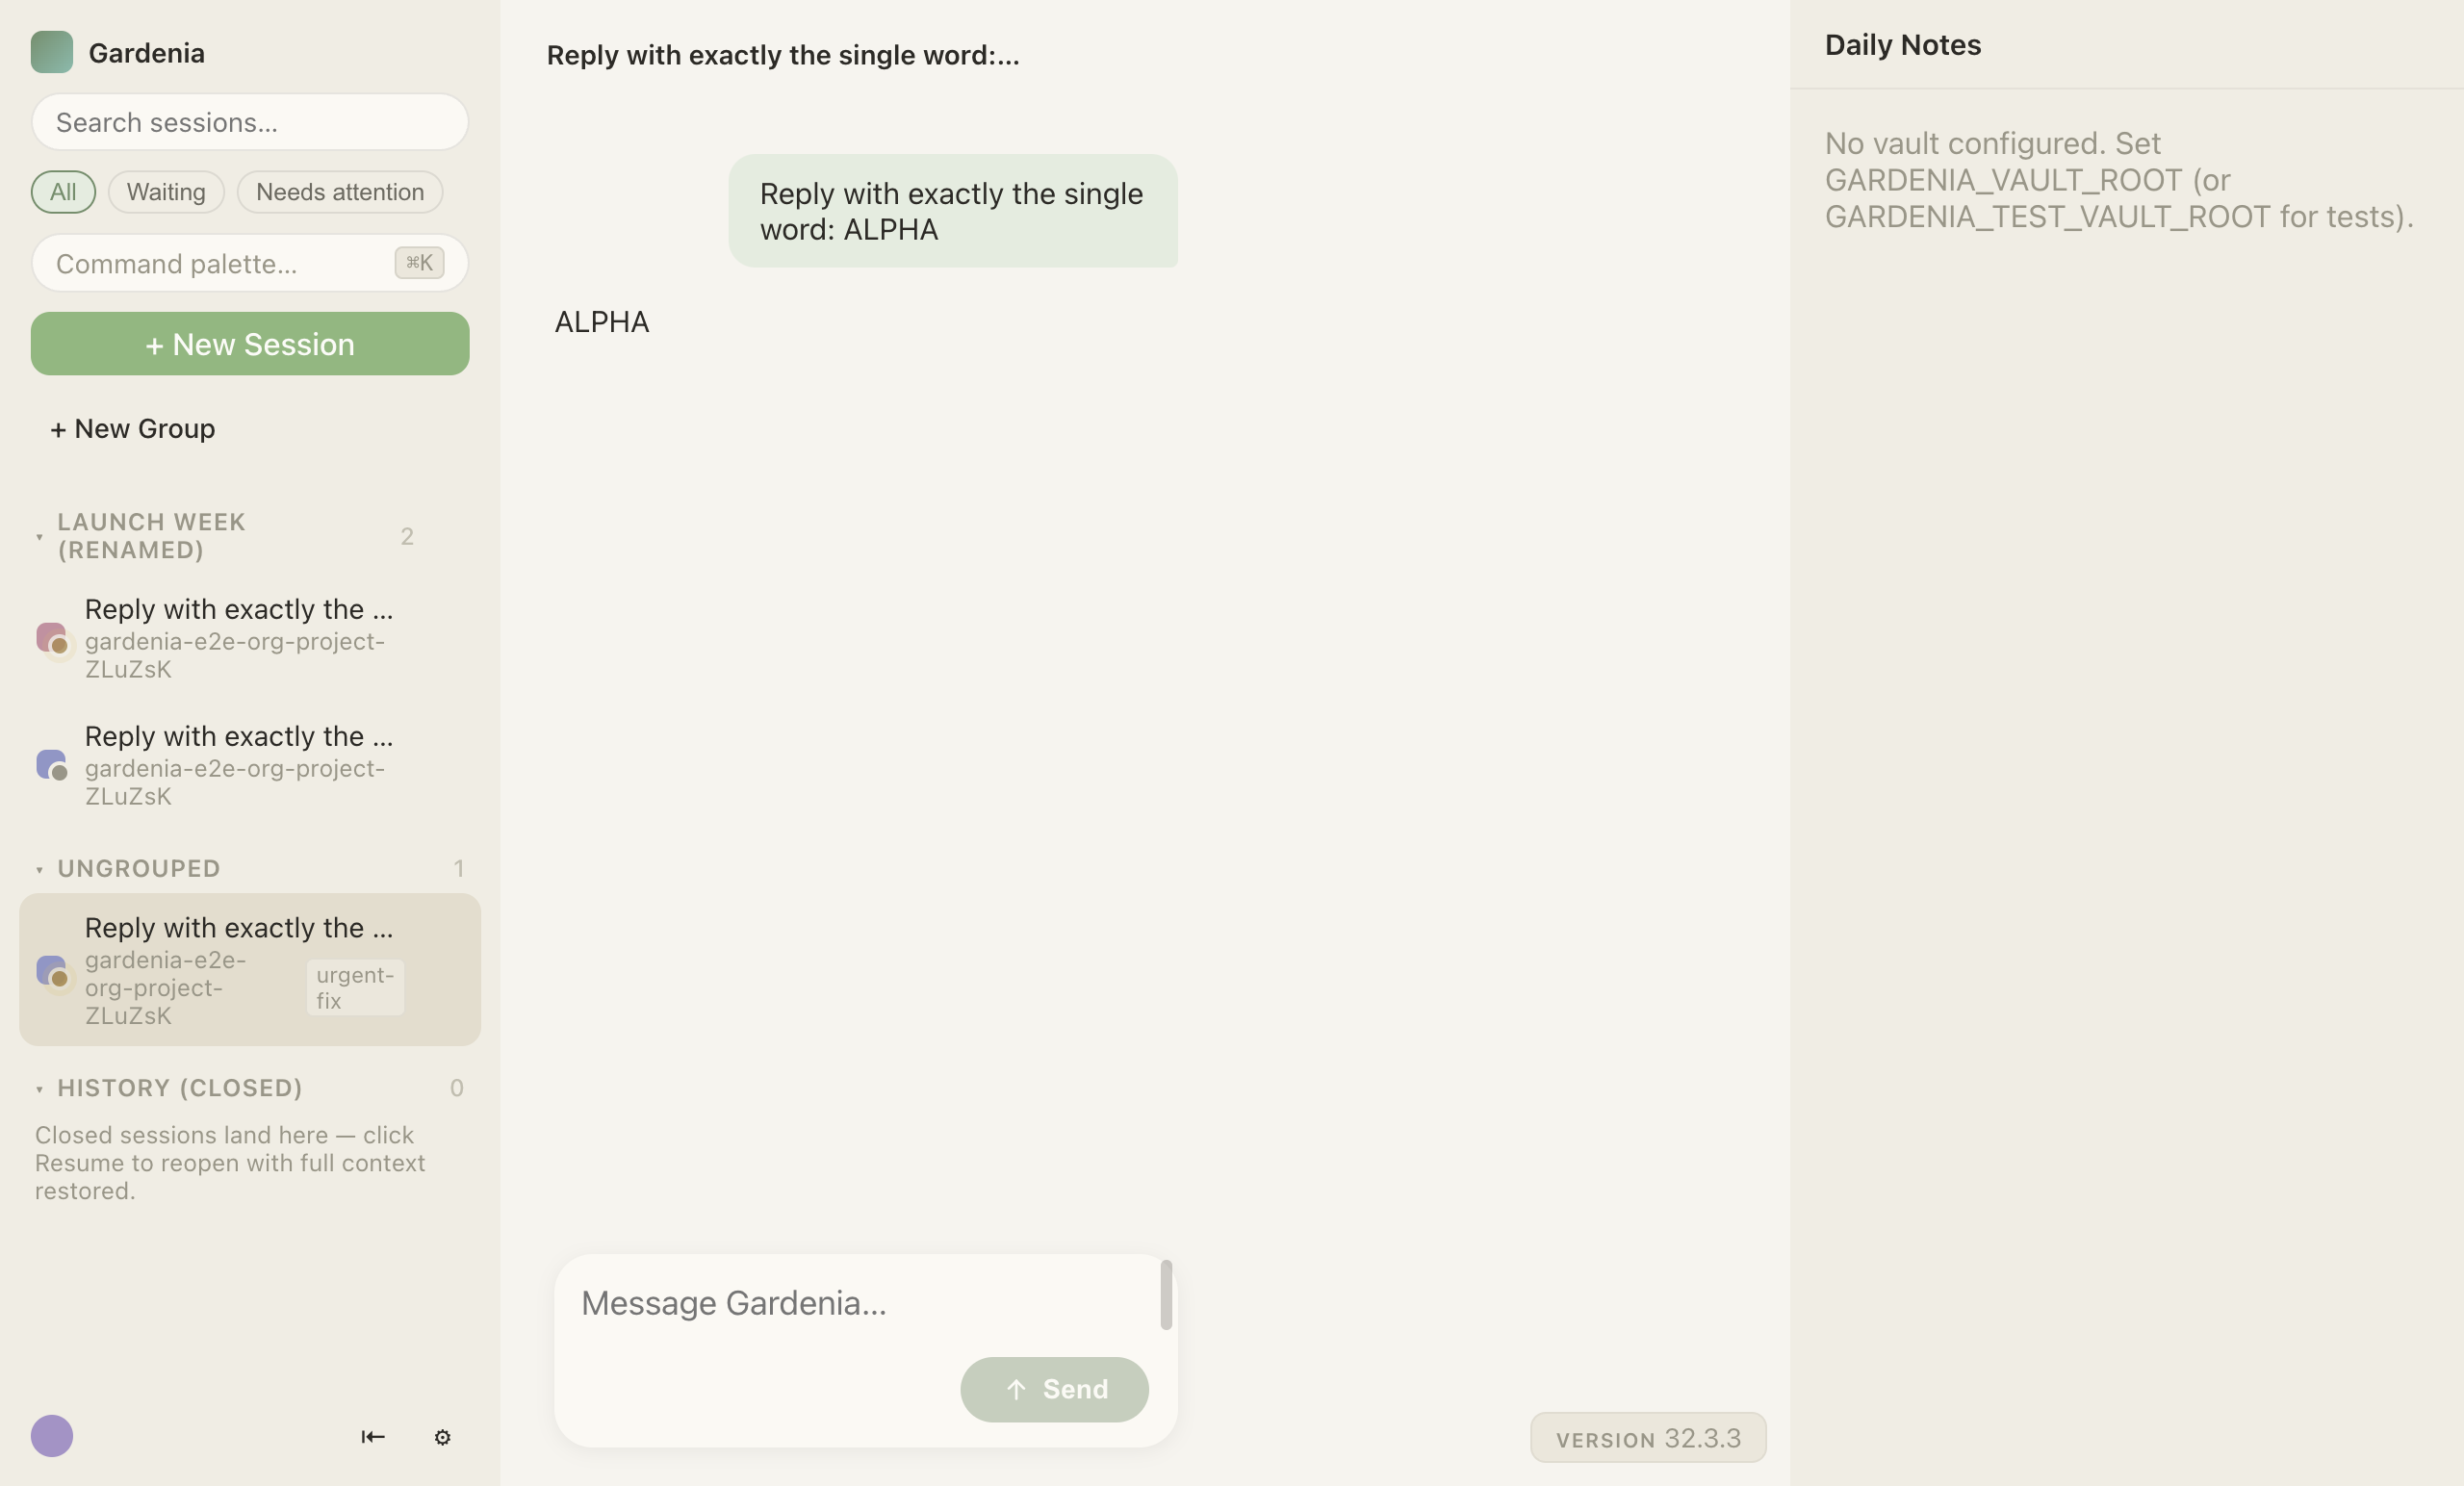 Gardenia
Search sessions...
All
Waiting
Needs attention
Command palette...
⌘K
+ New Session
+ New Group
▾ LAUNCH WEEK
(RENAMED)
2
Reply with exactly the ...
gardenia-e2e-org-project-
ZLuZsK
Reply with exactly the ...
gardenia-e2e-org-project-
ZLuZsK
▾ UNGROUPED
1
Reply with exactly the ...
gardenia-e2e-
org-project-
ZLuZsK
urgent-
fix
▾ HISTORY (CLOSED)
0
Closed sessions land here — click
Resume to reopen with full context
restored.
Reply with exactly the single word:...
Reply with exactly the single
word: ALPHA
ALPHA
Message Gardenia...
↑ Send
VERSION 32.3.3
Daily Notes
No vault configured. Set
GARDENIA_VAULT_ROOT (or
GARDENIA_TEST_VAULT_ROOT for tests).